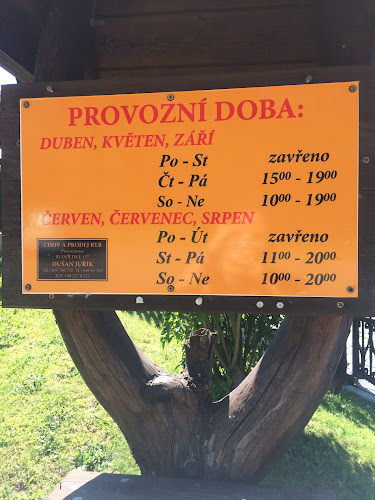 PROVOZNÍ DOBA:
DUBEN, KVĚTEN, ZÁŘÍ
Po - St zavřeno
Čt - Pá 15⁰⁰ - 19⁰⁰
So - Ne 10⁰⁰ - 19⁰⁰
ČERVEN, ČERVENEC, SRPEN
Po - Út zavřeno
St - Pá 11⁰⁰ - 20⁰⁰
So - Ne 10⁰⁰ - 20⁰⁰
CHOV A PRODEJ RYB
DUŠAN JUŘÍK